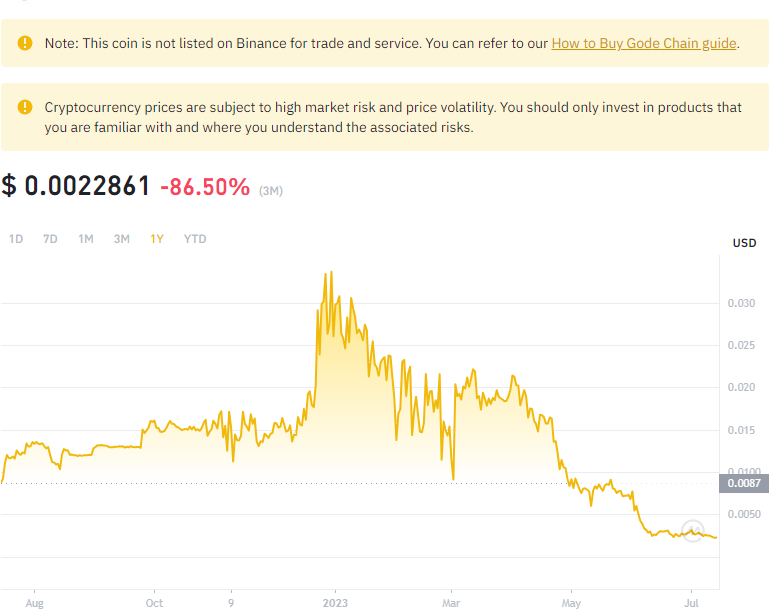 Note: This coin is not listed on Binance for trade and service. You can refer to our How to Buy Gode Chain guide.
Cryptocurrency prices are subject to high market risk and price volatility. You should only invest in products that
you are familiar with and where you understand the associated risks.
$ 0.0022861 -86.50% (3M)
1D 7D 1M 3M 1Y YTD
USD
0.030
0.025
0.020
0.015
0.0100
0.0087
0.0050
Aug Oct 9 2023 Mar May Jul